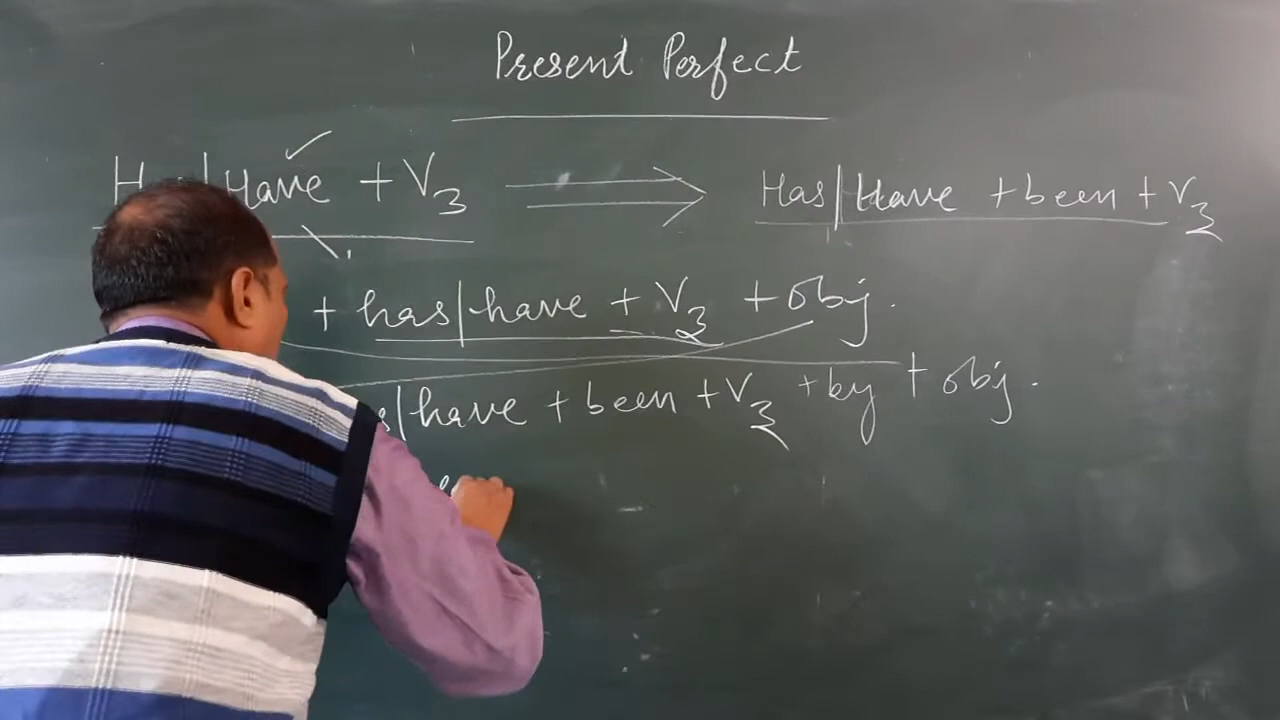 Present Perfect
Has|Have + V3 ⟹ Has|Have + been + V3
+ has|have + V3 + obj.
|have + been + V3 + by + obj.